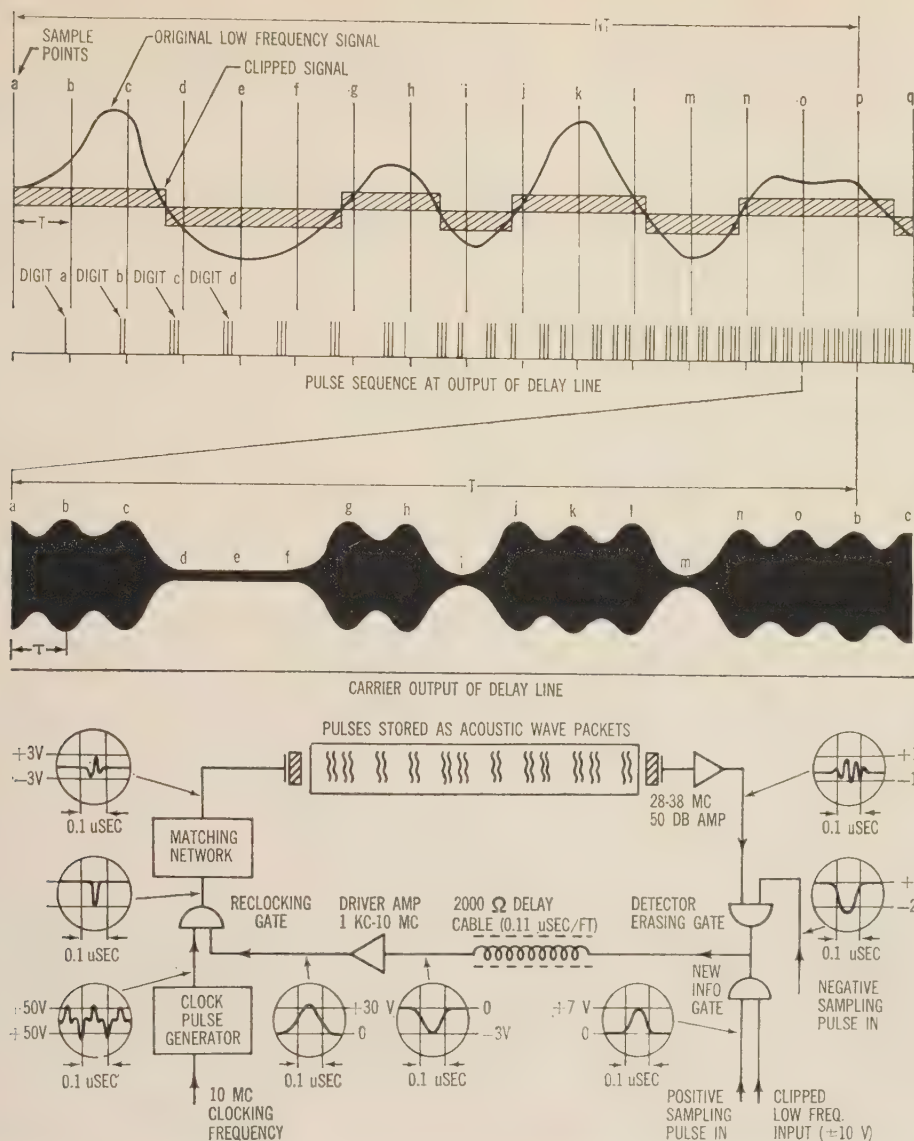 NT
SAMPLE
POINTS
ORIGINAL LOW FREQUENCY SIGNAL
CLIPPED SIGNAL
a b c d e f g h i j k l m n o p q
T
DIGIT a DIGIT b DIGIT c DIGIT d
PULSE SEQUENCE AT OUTPUT OF DELAY LINE
T
a b c d e f g h i j k l m n o b c
τ
CARRIER OUTPUT OF DELAY LINE
PULSES STORED AS ACOUSTIC WAVE PACKETS
+3V
-3V
0.1 uSEC
28-38 MC
50 DB AMP
0.1 uSEC
MATCHING
NETWORK
0.1 uSEC
RECLOCKING
GATE
DRIVER AMP
1 KC-10 MC
2000 Ω DELAY
CABLE (0.11 uSEC/FT)
DETECTOR
ERASING GATE
0.1 uSEC
NEW
INFO
GATE
NEGATIVE
SAMPLING
PULSE IN
+50V
+50V
0.1 uSEC
CLOCK
PULSE
GENERATOR
+30 V
0
0.1 uSEC
0
-3V
0.1 uSEC
+7 V
0
0.1 uSEC
10 MC
CLOCKING
FREQUENCY
POSITIVE
SAMPLING
PULSE IN
CLIPPED
LOW FREQ.
INPUT (±10 V)